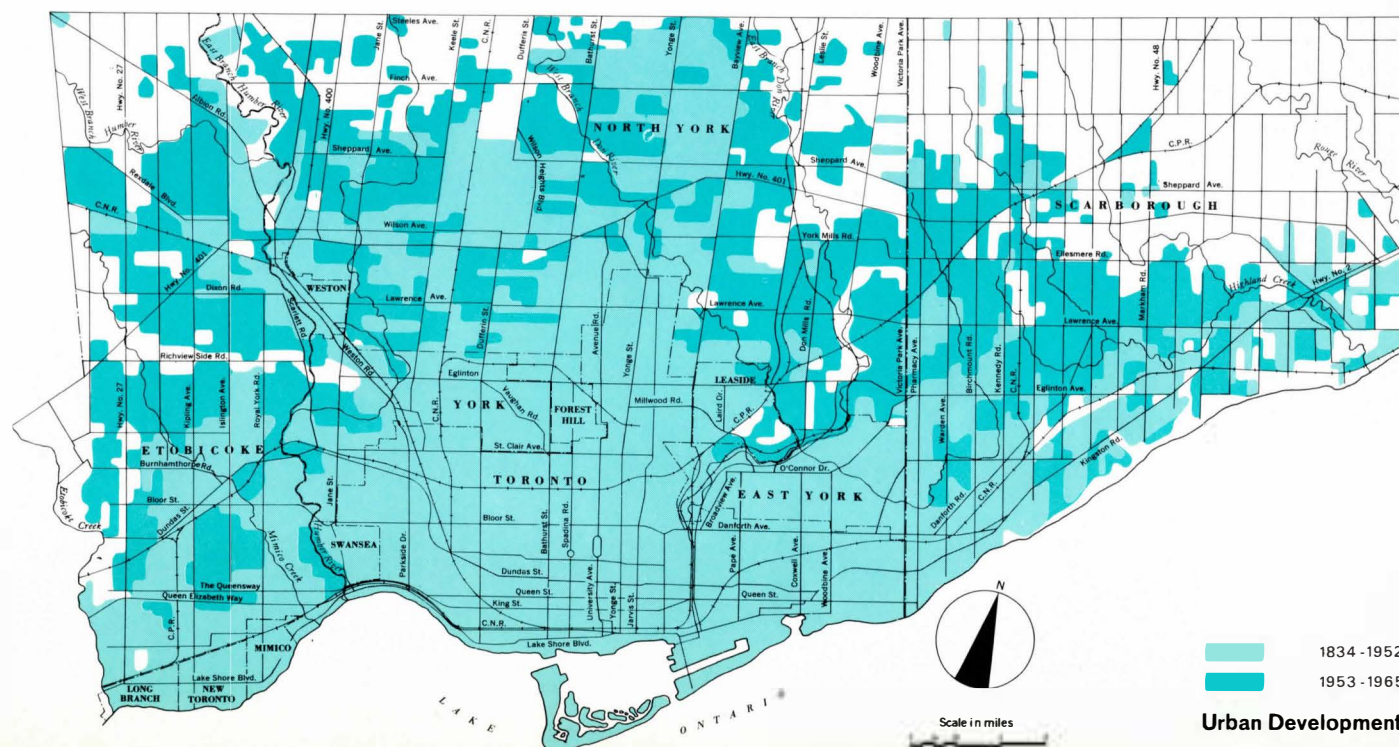 Steeles Ave.
Jane St.
Keele St.
C.N.R.
Dufferin St.
Bathurst St.
Yonge St.
Bayview Ave.
Leslie St.
Woodbine Ave.
Victoria Park Ave.
Hwy. No. 48
East Branch Humber River
Hwy. No. 27
West Branch
Humber River
Albion Rd.
Hwy. No. 400
Finch Ave.
West Branch
Don River
East Branch Don River
NORTH YORK
Sheppard Ave.
Wilson Heights Blvd.
Sheppard Ave.
Hwy. No. 401
C.P.R.
Rouge River
Sheppard Ave.
SCARBOROUGH
Rexdale Blvd.
C.N.R.
Wilson Ave.
York Mills Rd.
Ellesmere Rd.
Hwy. No. 401
Dixon Rd.
WESTON
Scarlett Rd.
Lawrence Ave.
Lawrence Ave.
Don Mills Rd.
Markham Rd.
Highland Creek
Hwy. No. 2
Lawrence Ave.
Weston Rd.
Dufferin St.
Avenue Rd.
Yonge St.
Richview Side Rd.
Eglinton
LEASIDE
Victoria Park Ave.
Pharmacy Ave.
Birchmount Rd.
Kennedy Rd.
C.N.R.
Eglinton Ave.
Hwy. No. 27
Kipling Ave.
Islington Ave.
Royal York Rd.
C.N.R.
YORK
Vaughan Rd.
FOREST
HILL
Millwood Rd.
Laird Dr.
C.P.R.
Warden Ave.
Kingston Rd.
ETOBICOKE
Burnhamthorpe Rd.
St. Clair Ave.
O'Connor Dr.
TORONTO
EAST YORK
Etobicoke Creek
Bloor St.
Dundas St.
Jane St.
Bloor St.
Bathurst St.
Spadina Rd.
Broadview Ave.
Danforth Ave.
Danforth Rd.
C.N.R.
Mimico Creek
Humber River
SWANSEA
Parkside Dr.
Pape Ave.
Coxwell Ave.
Woodbine Ave.
Dundas St.
The Queensway
Queen Elizabeth Way
Queen St.
University Ave.
Yonge St.
Jarvis St.
Queen St.
King St.
C.P.R.
C.N.R.
MIMICO
Lake Shore Blvd.
Lake Shore Blvd.
LONG
BRANCH
NEW
TORONTO
N
LAKE
ONTARI
1834-1952
1953-1965
Scale in miles
Urban Development